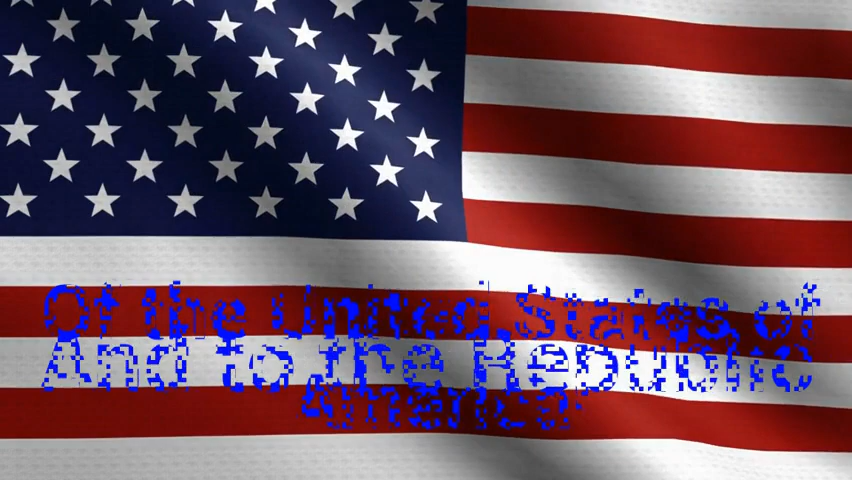 Of the United States of
And to the Republic
America